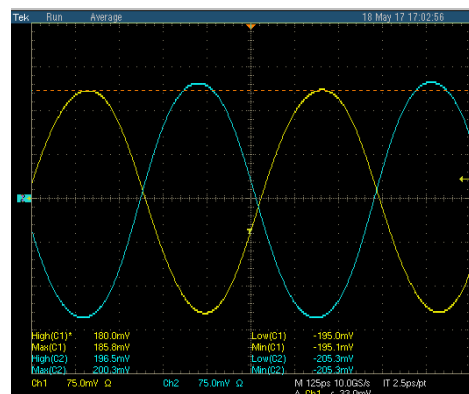 Tek Run Average 18 May 17 17:02:56
High(C1)* 180.0mV Low(C1) -195.0mV
Max(C1) 185.8mV Min(C1) -195.1mV
High(C2) 196.5mV Low(C2) -205.3mV
Max(C2) 200.3mV Min(C2) -205.3mV
Ch1 75.0mV Ω Ch2 75.0mV Ω M 125ps 10.0GS/s IT 2.5ps/pt